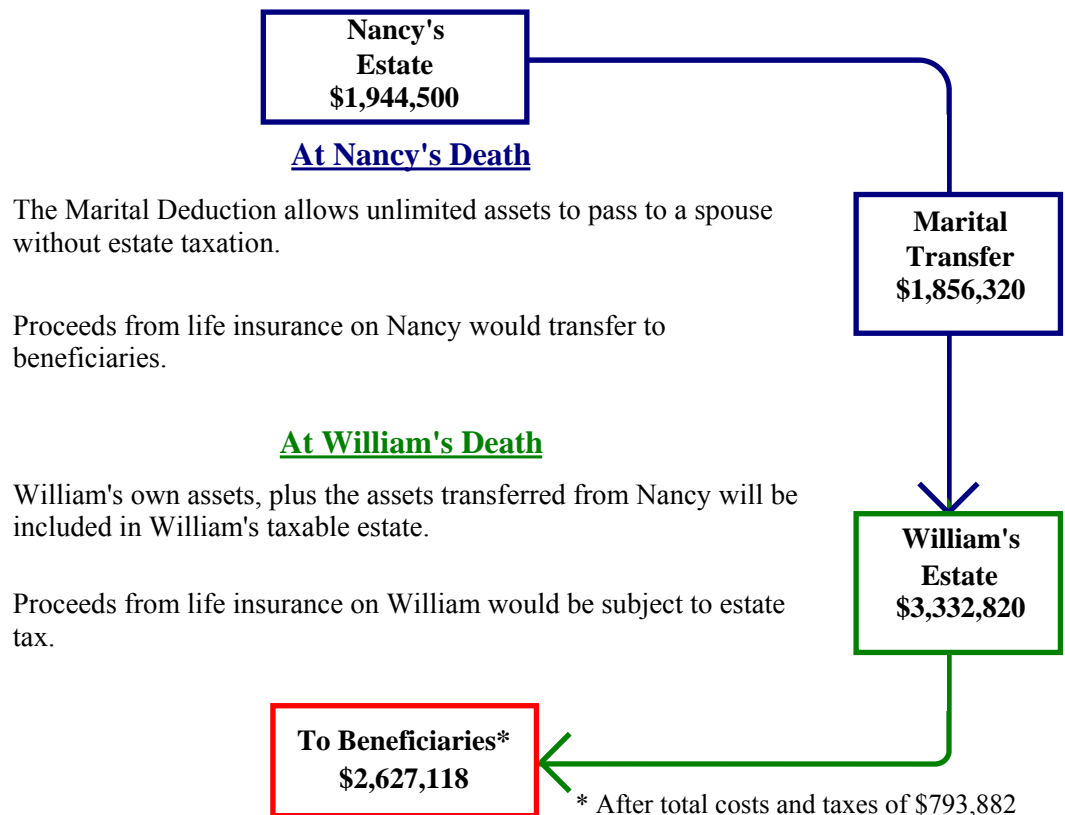 Nancy's
Estate
$1,944,500
At Nancy's Death
The Marital Deduction allows unlimited assets to pass to a spouse
without estate taxation.
Marital
Transfer
$1,856,320
Proceeds from life insurance on Nancy would transfer to
beneficiaries.
At William's Death
William's own assets, plus the assets transferred from Nancy will be
included in William's taxable estate.
William's
Estate
$3,332,820
Proceeds from life insurance on William would be subject to estate
tax.
To Beneficiaries*
$2,627,118
* After total costs and taxes of $793,882